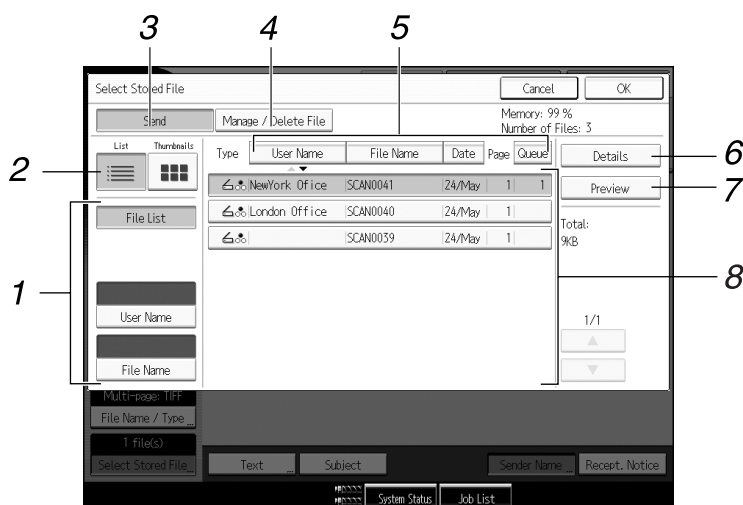 3 4 5
Select Stored File Cancel OK
Send Manage / Delete File Memory: 99 %
Number of Files: 3
List Thumbnails Type User Name File Name Date Page Queue Details 6
2
NewYork Ofice SCAN0041 24/May 1 1 Preview 7
File List London Office SCAN0040 24/May 1 Total:
SCAN0039 24/May 1 9KB
1 8
User Name 1/1
File Name
Multi-page: TIFF
File Name / Type
1 file(s)
Select Stored File Text Subject Sender Name Recept. Notice
System Status Job List